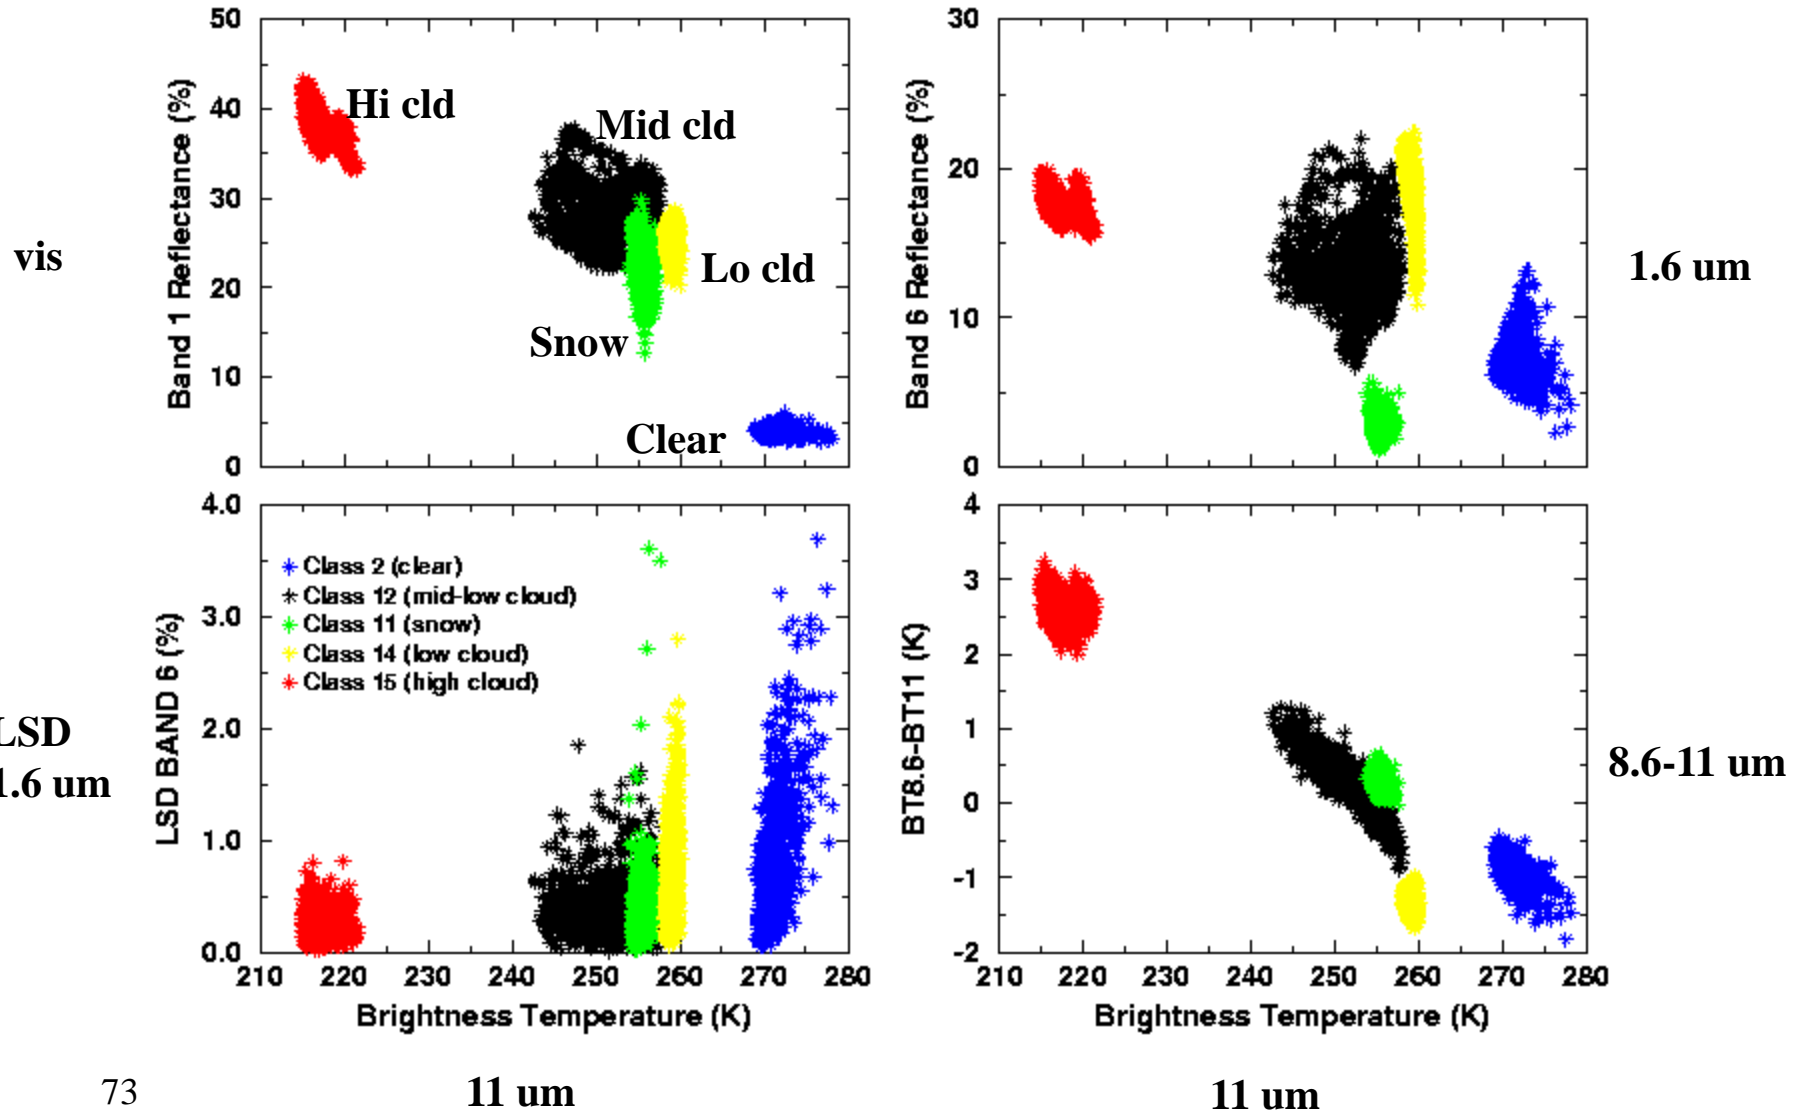 50
40
30
20
10
0
Band 1 Reflectance (%)
Hi cld
Mid cld
Lo cld
Snow
Clear
vis
30
20
10
0
Band 6 Reflectance (%)
1.6 um
4.0
3.0
2.0
1.0
0.0
LSD BAND 6 (%)
Class 2 (clear)
Class 12 (mid-low cloud)
Class 11 (snow)
Class 14 (low cloud)
Class 15 (high cloud)
LSD
1.6 um
210 220 230 240 250 260 270 280
Brightness Temperature (K)
4
3
2
1
0
-1
-2
BT8.6-BT11 (K)
8.6-11 um
210 220 230 240 250 260 270 280
Brightness Temperature (K)
73
11 um
11 um